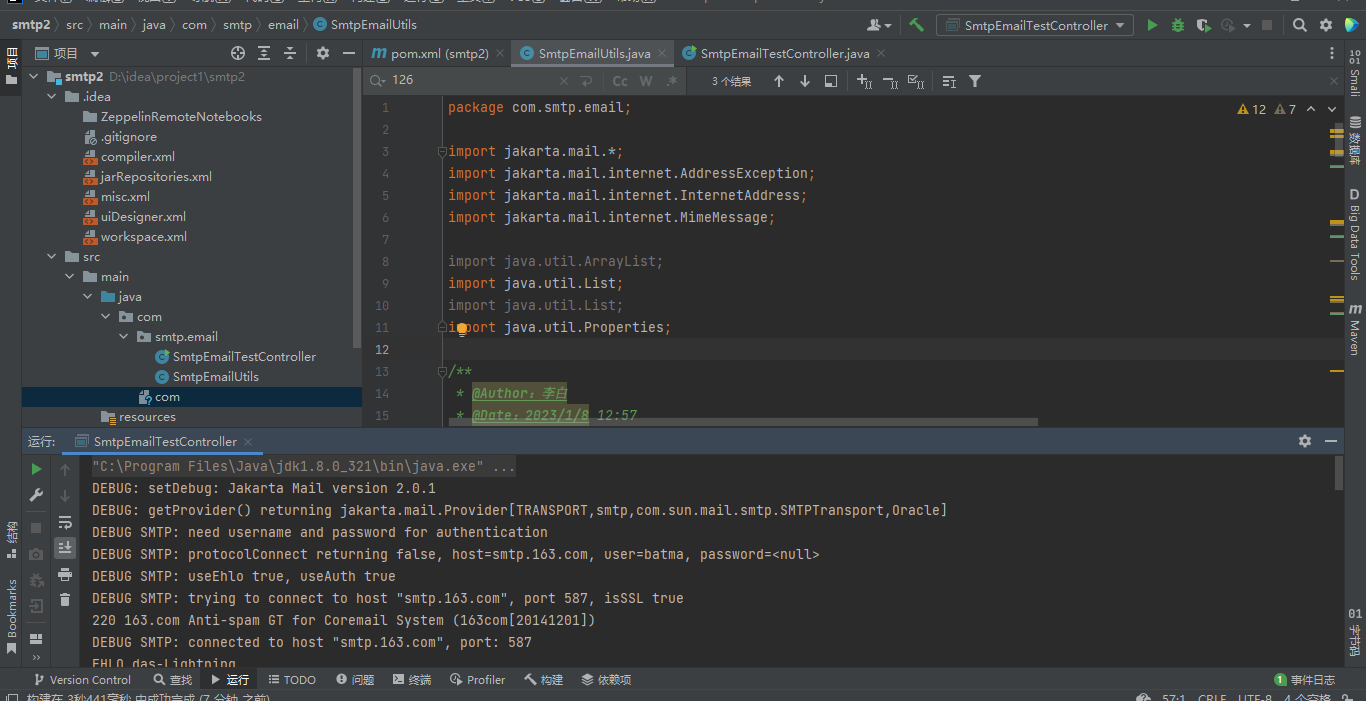 smtp2 src main java com smtp email SmtpEmailUtils SmtpEmailTestController
项目
项目
pom.xml (smtp2) SmtpEmailUtils.java SmtpEmailTestController.java
smtp2 D:\idea\project1\smtp2
.idea
ZeppelinRemoteNotebooks
.gitignore
compiler.xml
jarRepositories.xml
misc.xml
uiDesigner.xml
workspace.xml
src
main
java
com
smtp.email
SmtpEmailTestController
SmtpEmailUtils
com
resources
126 Cc W .* 3 个结果
12 7
1 package com.smtp.email;
2
3 import jakarta.mail.*;
4 import jakarta.mail.internet.AddressException;
5 import jakarta.mail.internet.InternetAddress;
6 import jakarta.mail.internet.MimeMessage;
7
8 import java.util.ArrayList;
9 import java.util.List;
10 import java.util.List;
11 import java.util.Properties;
12
13 /**
14 * @Author：李白
15 * @Date：2023/1/8 12:57
Smali
数据库
Big Data Tools
Maven
字节码
运行: SmtpEmailTestController
"C:\Program Files\Java\jdk1.8.0_321\bin\java.exe" ...
DEBUG: setDebug: Jakarta Mail version 2.0.1
DEBUG: getProvider() returning jakarta.mail.Provider[TRANSPORT,smtp,com.sun.mail.smtp.SMTPTransport,Oracle]
DEBUG SMTP: need username and password for authentication
DEBUG SMTP: protocolConnect returning false, host=smtp.163.com, user=batma, password=<null>
DEBUG SMTP: useEhlo true, useAuth true
DEBUG SMTP: trying to connect to host "smtp.163.com", port 587, isSSL true
220 163.com Anti-spam GT for Coremail System (163com[20141201])
DEBUG SMTP: connected to host "smtp.163.com", port: 587
EHLO das-Lightning
结构
Bookmarks
Version Control 查找 运行 TODO 问题 终端 Profiler 构建 依赖项 1 事件日志
构建在 3秒441毫秒 中成功完成 (7 分钟 之前) 57:1 CRLF UTF-8 4 个空格